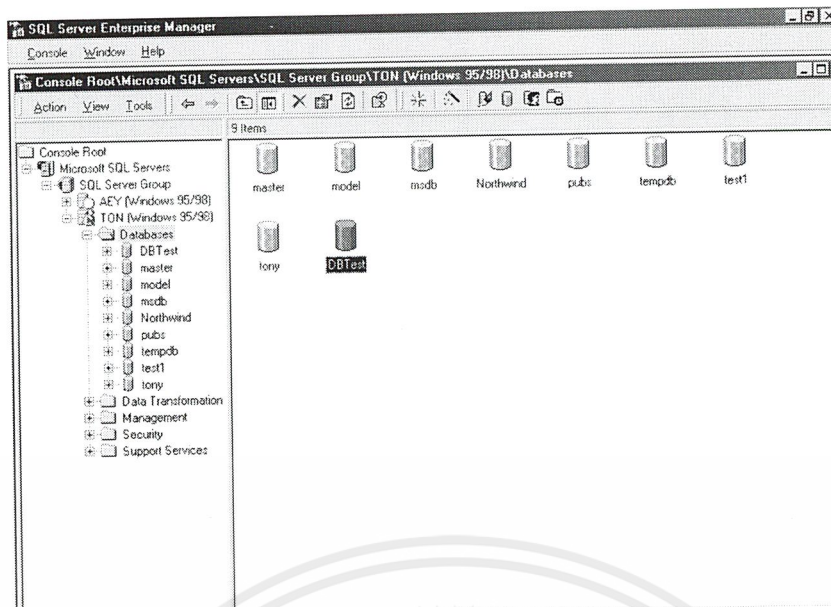 SQL Server Enterprise Manager
Console Window Help
Console Root\Microsoft SQL Servers\SQL Server Group\TON (Windows 95/98)\Databases
Action View Tools
9 Items
Console Root
Microsoft SQL Servers
SQL Server Group
AEY (Windows 95/98)
TON (Windows 95/98)
Databases
DBTest
master
model
msdb
Northwind
pubs
tempdb
test1
tony
Data Transformation
Management
Security
Support Services
master model msdb Northwind pubs tempdb test1
tony DBTest